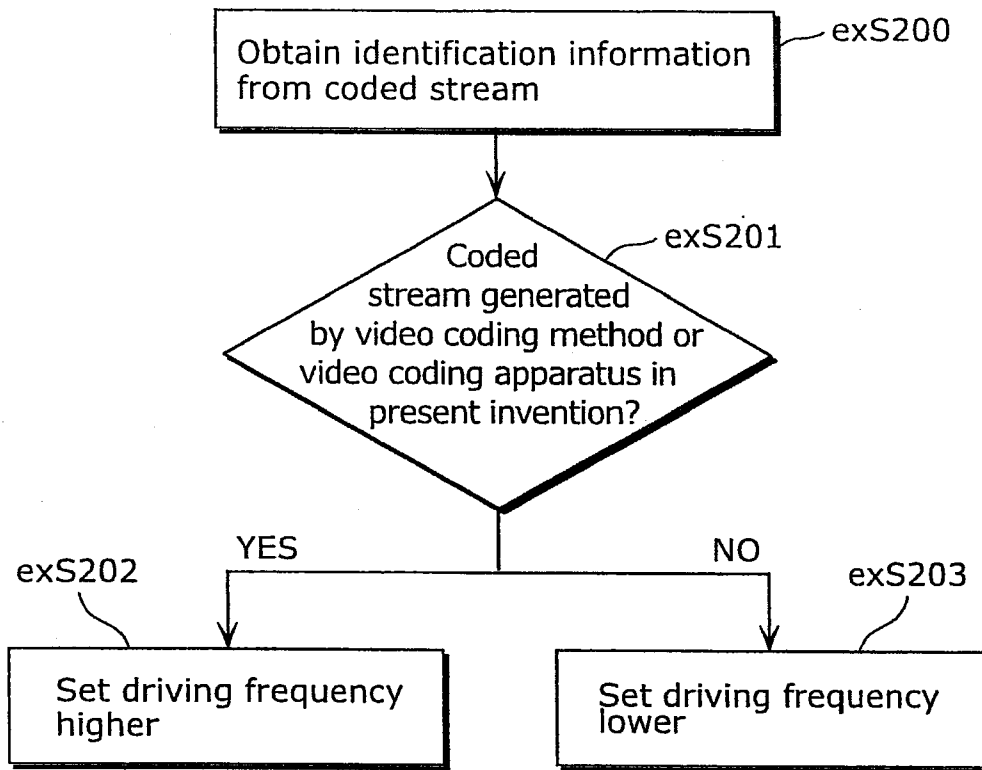 Obtain identification information
from coded stream
exS200
exS201
Coded
stream generated
by video coding method or
video coding apparatus in
present invention?
YES
NO
exS202
exS203
Set driving frequency
higher
Set driving frequency
lower